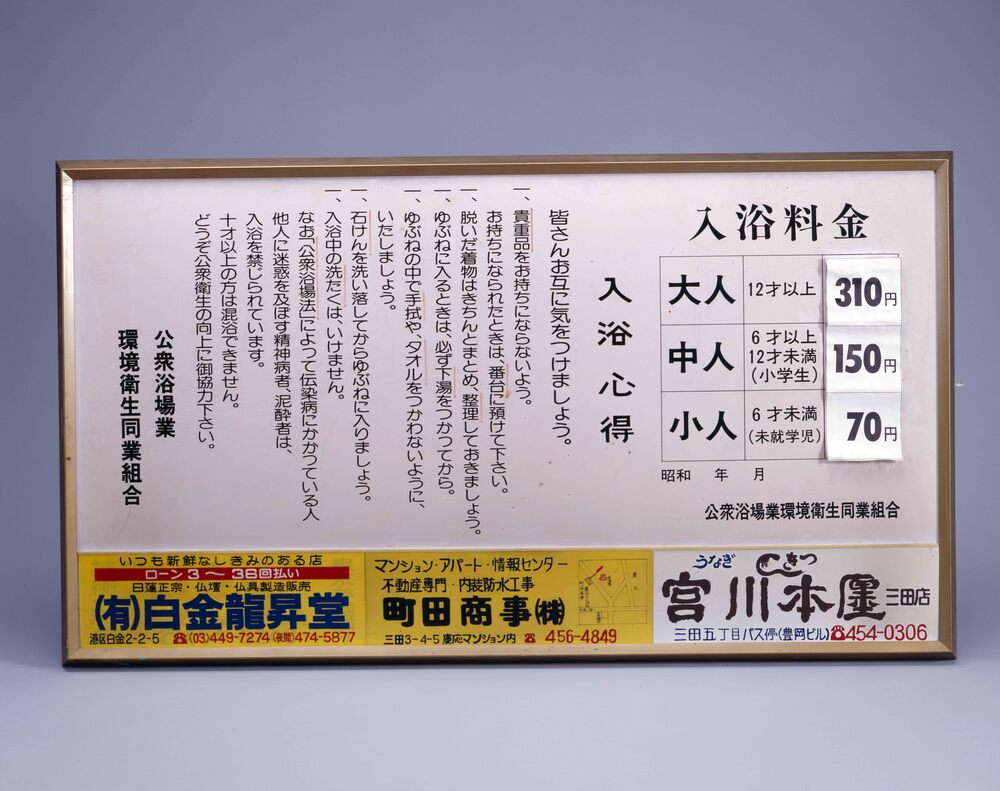 入浴料金
大人 12才以上 310円
中人 6才以上 12才未満 (小学生) 150円
小人 6才未満 (未就学児) 70円
昭和 年 月
公衆浴場業環境衛生同業組合
入浴心得
皆さんお互に気をつけましょう。
一、貴重品をお持ちにならないよう。
お持ちになられたときは、番台に預けて下さい。
一、脱いだ着物はきちんとまとめ、整理しておきましょう。
一、ゆぶねに入るときは、必ず下湯をつかつてから。
一、ゆぶねの中で手拭や、タオルをつかわないように、
いたしましょう。
一、石けんを洗い落してからゆぶねに入りましょう。
一、入浴中の洗たくは、いけません。
なお「公衆浴場法」によって伝染病にかかつている人
他人に迷惑を及ぼす精神病者、泥酔者は、
入浴を禁じられています。
十才以上の方は混浴できません。
どうぞ公衆衛生の向上に御協力下さい。
公衆浴場業
環境衛生同業組合
いつも新鮮なしきみのある店
ローン3〜36回払い
日蓮正宗・仏壇・仏具製造販売
(有)白金龍昇堂
港区白金2-2-5 ☎(03)449-7274(夜間)474-5877
マンション・アパート・情報センター
不動産専門・内装防水工事
町田商事(株)
三田3-4-5 慶応マンション内 ☎ 456-4849
うなぎ
宮川本廛 三田店
三田五丁目バス停(豊岡ビル)☎454-0306